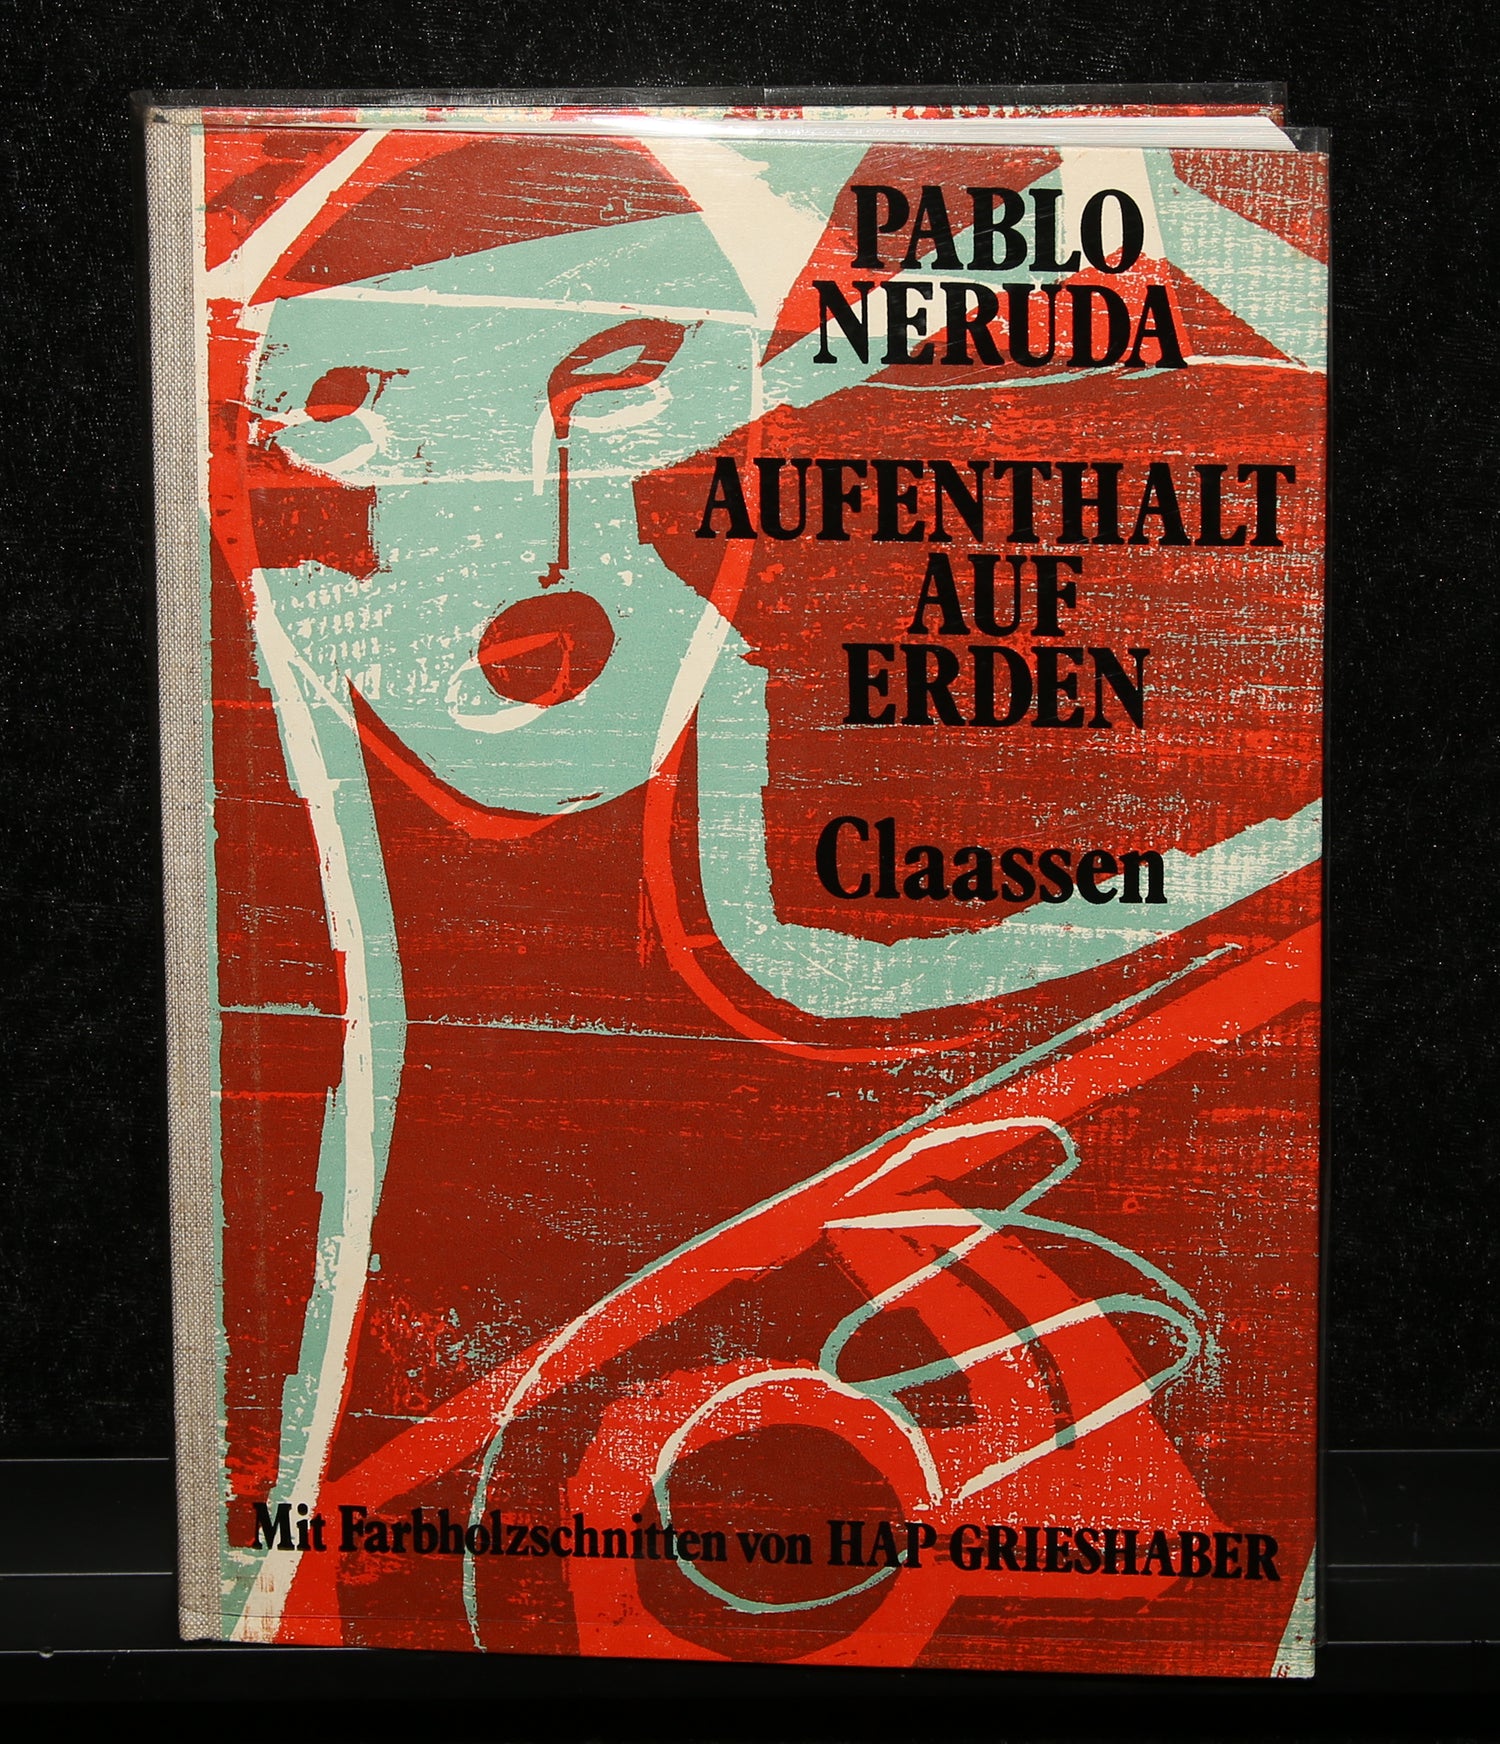 PABLO
NERUDA
AUFENTHALT
AUF
ERDEN
Claassen
Mit Farbholzschnitten von HAP GRIESHABER